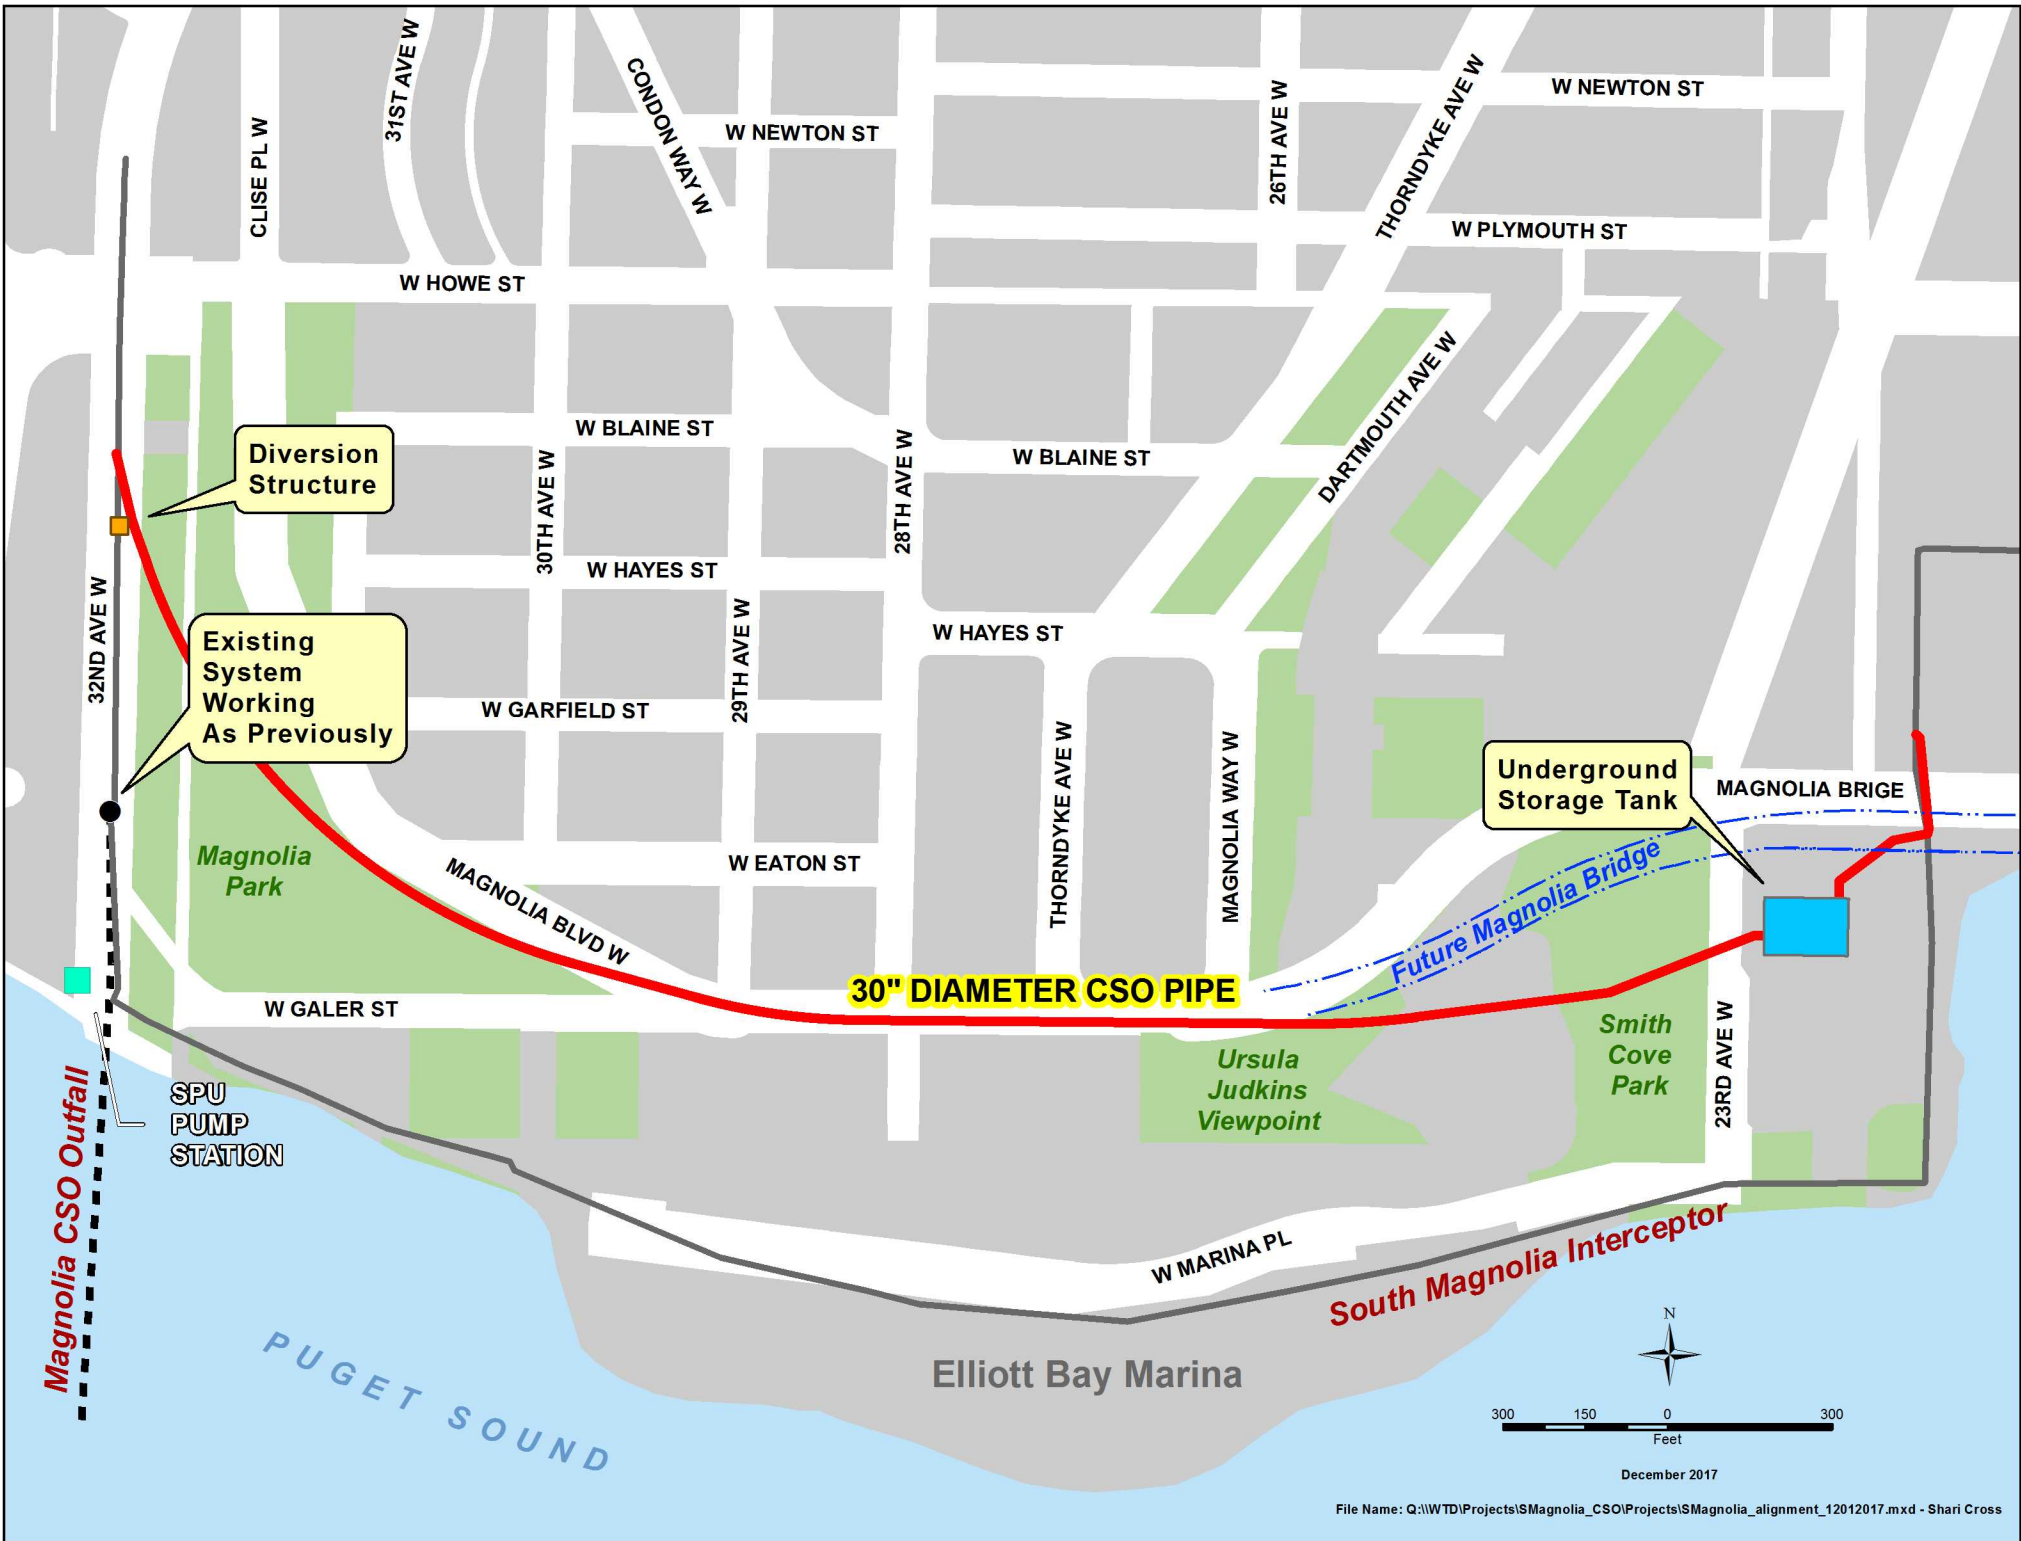 31ST AVE W
CLISE PL W
CONDON WAY W
W NEWTON ST
26TH AVE W
THORNDYKE AVE W
W NEWTON ST
W PLYMOUTH ST
W HOWE ST
Diversion
Structure
W BLAINE ST
30TH AVE W
28TH AVE W
W BLAINE ST
DARTMOUTH AVE W
32ND AVE W
W HAYES ST
Existing
System
Working
As Previously
29TH AVE W
W HAYES ST
W GARFIELD ST
THORNDYKE AVE W
MAGNOLIA WAY W
Underground
Storage Tank
MAGNOLIA BRIGE
Magnolia
Park
MAGNOLIA BLVD W
W EATON ST
Future Magnolia Bridge
30" DIAMETER CSO PIPE
W GALER ST
Ursula
Judkins
Viewpoint
Smith
Cove
Park
23RD AVE W
SPU
PUMP
STATION
Magnolia CSO Outfall
W MARINA PL
South Magnolia Interceptor
PUGET SOUND
Elliott Bay Marina
N
300 150 0 300
Feet
December 2017
File Name: Q:\\WTD\Projects\SMagnolia_CSO\Projects\SMagnolia_alignment_12012017.mxd - Shari Cross